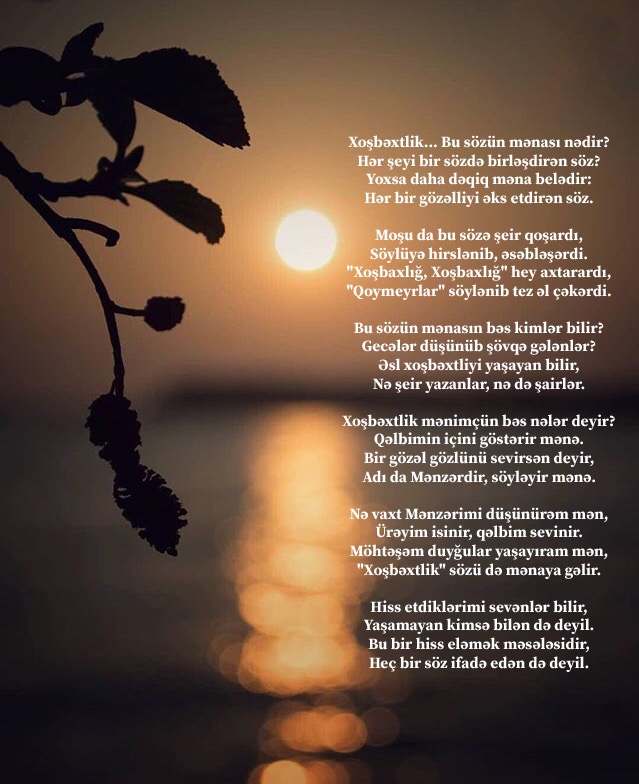 Xoşbəxtlik... Bu sözün mənası nədir?
Hər şeyi bir sözdə birləşdirən söz?
Yoxsa daha dəqiq məna belədir:
Hər bir gözəlliyi əks etdirən söz.
Moşu da bu sözə şeir qoşardı,
Söylüyə hirslənib, əsəbləşərdi.
"Xoşbaxlığ, Xoşbaxlığ" hey axtarardı,
"Qoymeyrlar" söylənib tez əl çəkərdi.
Bu sözün mənasın bəs kimlər bilir?
Gecələr düşünüb şövqə gələnlər?
Əsl xoşbəxtliyi yaşayan bilir,
Nə şeir yazanlar, nə də şairlər.
Xoşbəxtlik mənimçün bəs nələr deyir?
Qəlbimin içini göstərir mənə.
Bir gözəl gözlünü sevirsən deyir,
Adı da Mənzərdir, söyləyir mənə.
Nə vaxt Mənzərimi düşünürəm mən,
Ürəyim isinir, qəlbim sevinir.
Möhtəşəm duyğular yaşayıram mən,
"Xoşbəxtlik" sözü də mənaya gəlir.
Hiss etdiklərimi sevənlər bilir,
Yaşamayan kimsə bilən də deyil.
Bu bir hiss eləmək məsələsidir,
Heç bir söz ifadə edən də deyil.